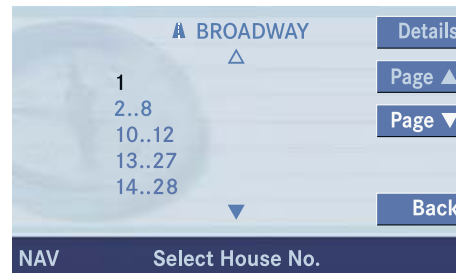 BROADWAY
Details
1
Page
2..8
Page
10..12
13..27
14..28
Back
NAV
Select House No.